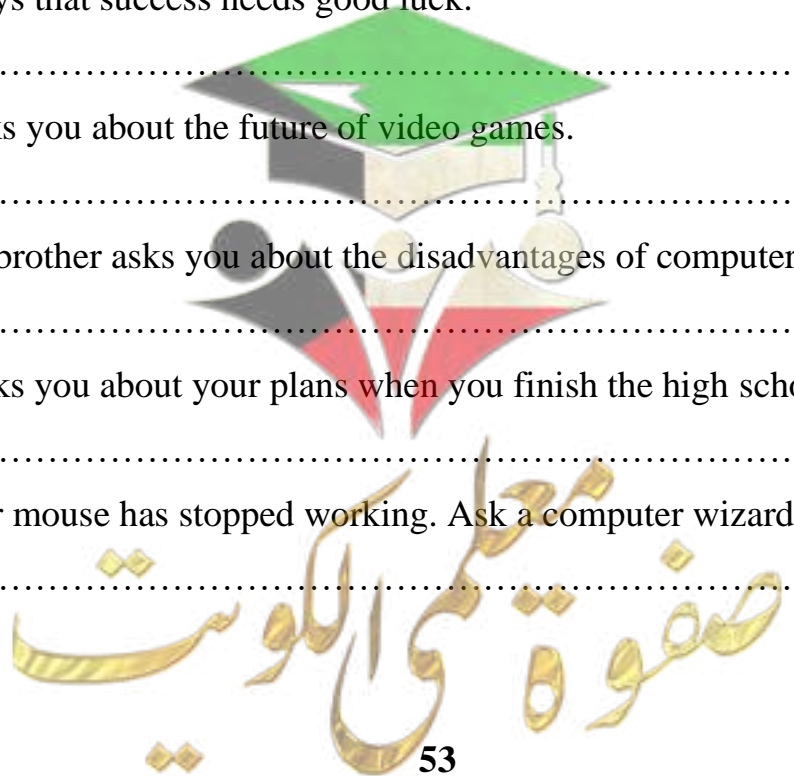 ys that success needs good luck.
………………………………………………………………
ks you about the future of video games.
………………………………………………………………
brother asks you about the disadvantages of computer
………………………………………………………………
ks you about your plans when you finish the high scho
………………………………………………………………
r mouse has stopped working. Ask a computer wizard
………………………………………………………………
صفوة معلمى الكويت
53